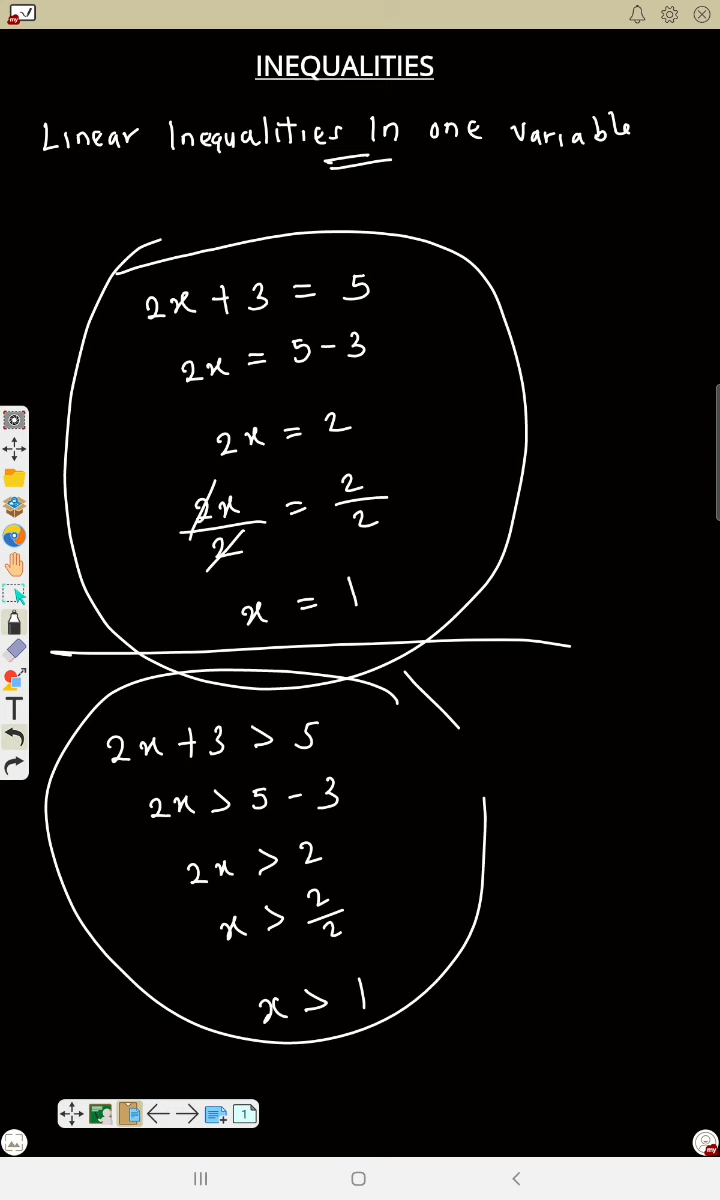 INEQUALITIES
Linear Inequalities In one variable
2x + 3 = 5
2x = 5 - 3
2x = 2
2x/2 = 2/2
x = 1
2x + 3 > 5
2x > 5 - 3
2x > 2
x > 2/2
x > 1
T
1